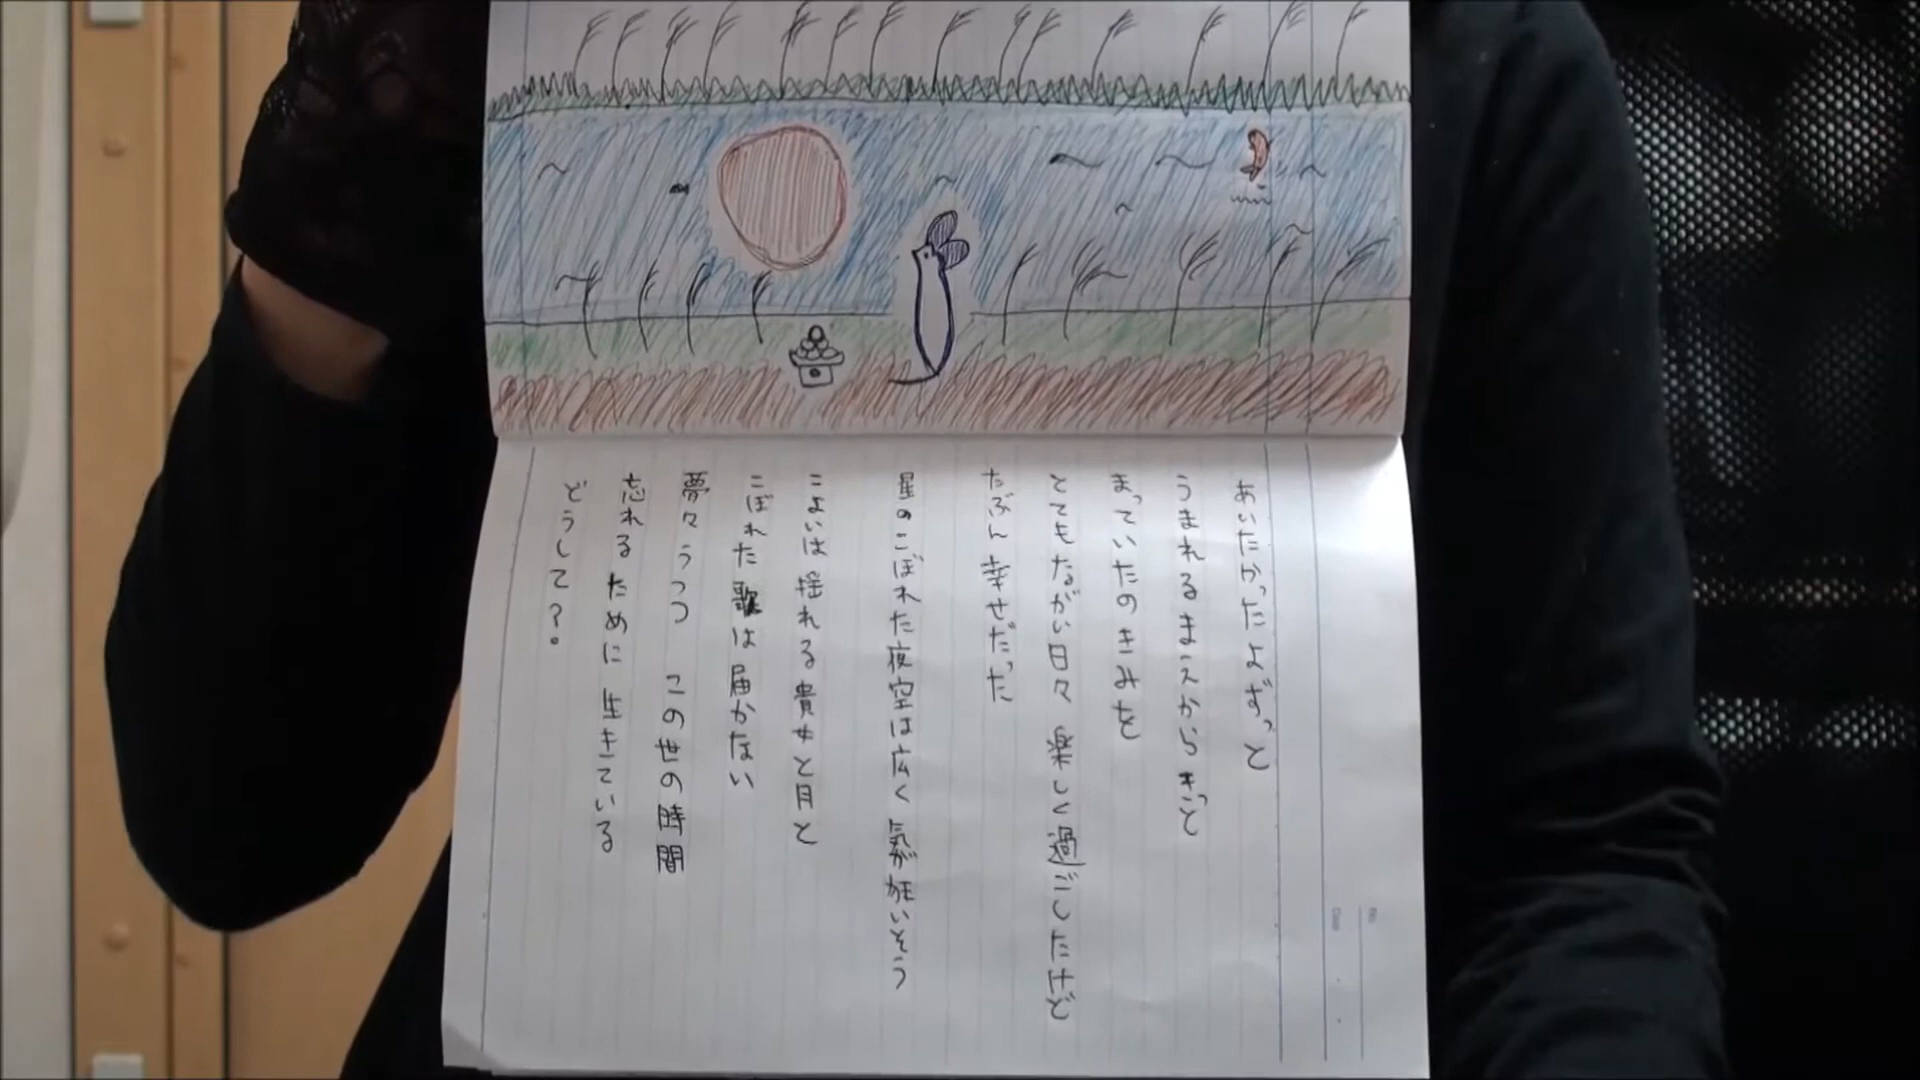 あいたかったよずっと
うまれるまえからきっと
まっていたのきみを
とてもながい日々 楽しく過ごしたけど
たぶん幸せだった
星のこぼれた夜空は広く 気が狂いそう
こよいは 揺れる貴女と月と
こぼれた歌は届かない
夢々うつつ この世の時間
忘れるために 生きている
どうして？。
No.
Date